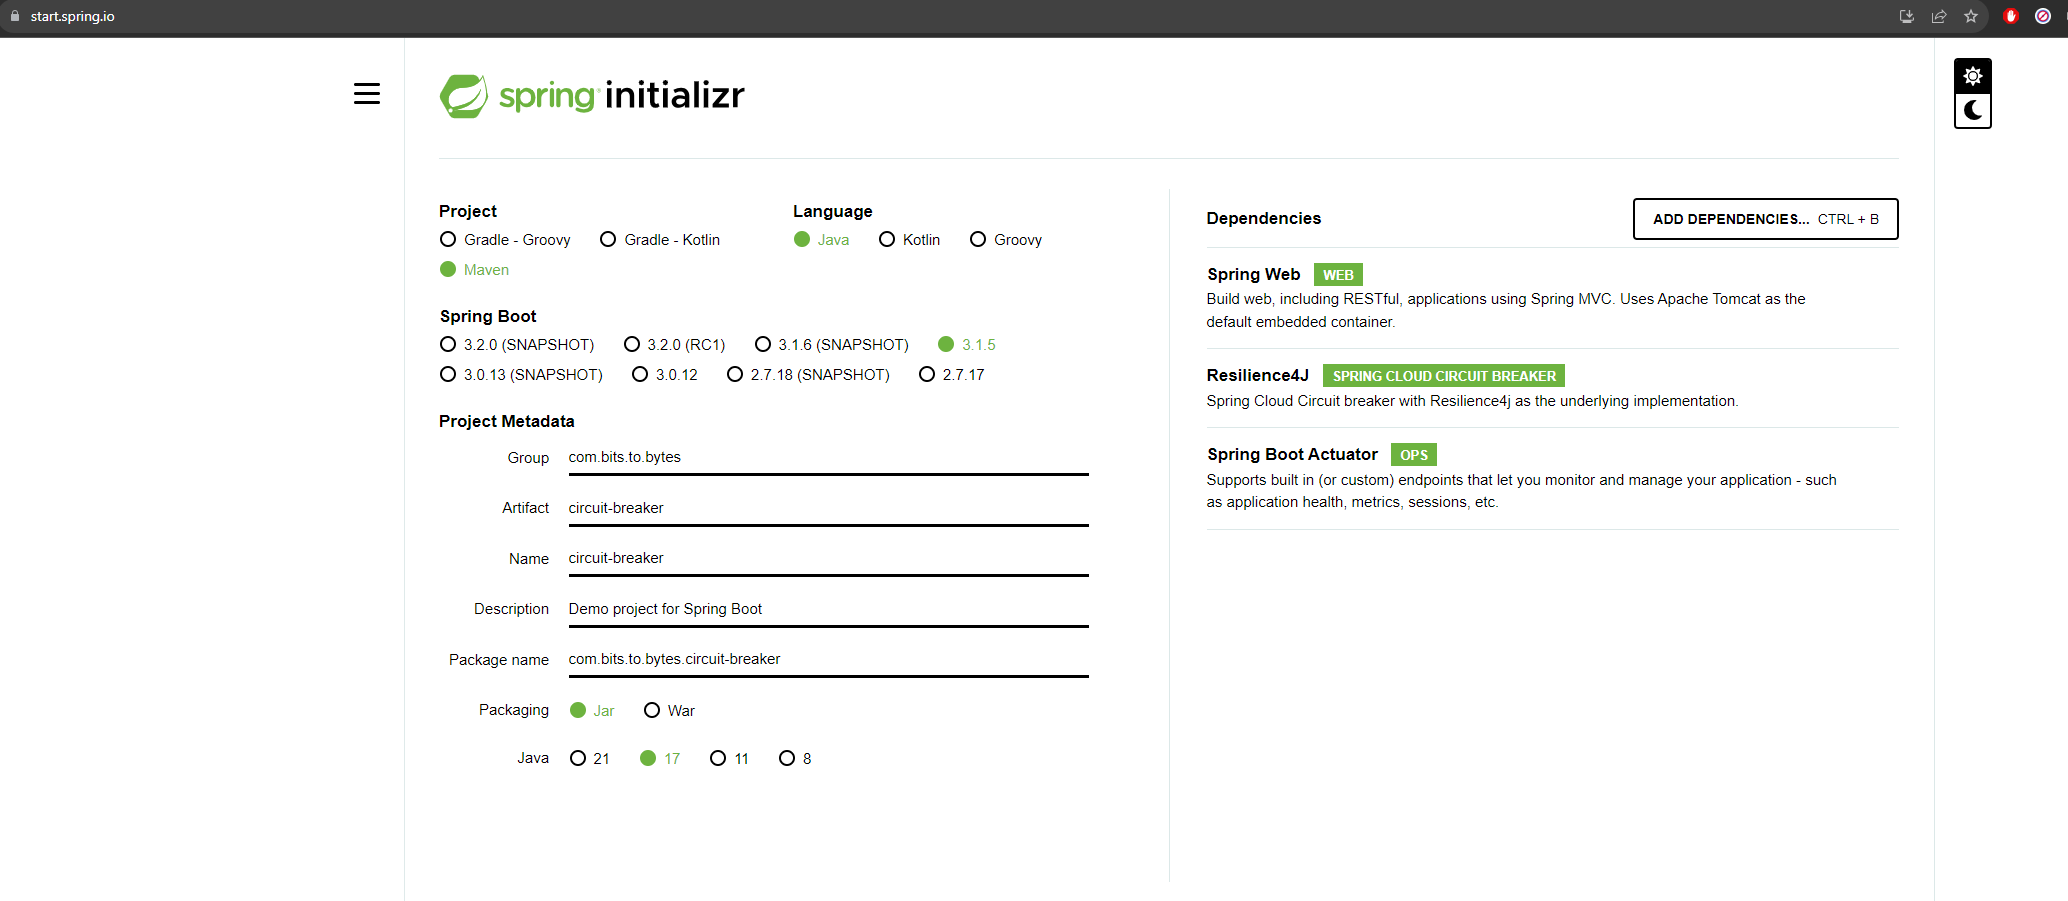 start.spring.io
spring initializr
Project
Gradle - Groovy Gradle - Kotlin
Maven
Language
Java Kotlin Groovy
Spring Boot
3.2.0 (SNAPSHOT) 3.2.0 (RC1) 3.1.6 (SNAPSHOT) 3.1.5
3.0.13 (SNAPSHOT) 3.0.12 2.7.18 (SNAPSHOT) 2.7.17
Project Metadata
Group com.bits.to.bytes
Artifact circuit-breaker
Name circuit-breaker
Description Demo project for Spring Boot
Package name com.bits.to.bytes.circuit-breaker
Packaging Jar War
Java 21 17 11 8
Dependencies ADD DEPENDENCIES... CTRL + B
Spring Web WEB
Build web, including RESTful, applications using Spring MVC. Uses Apache Tomcat as the
default embedded container.
Resilience4J SPRING CLOUD CIRCUIT BREAKER
Spring Cloud Circuit breaker with Resilience4j as the underlying implementation.
Spring Boot Actuator OPS
Supports built in (or custom) endpoints that let you monitor and manage your application - such
as application health, metrics, sessions, etc.